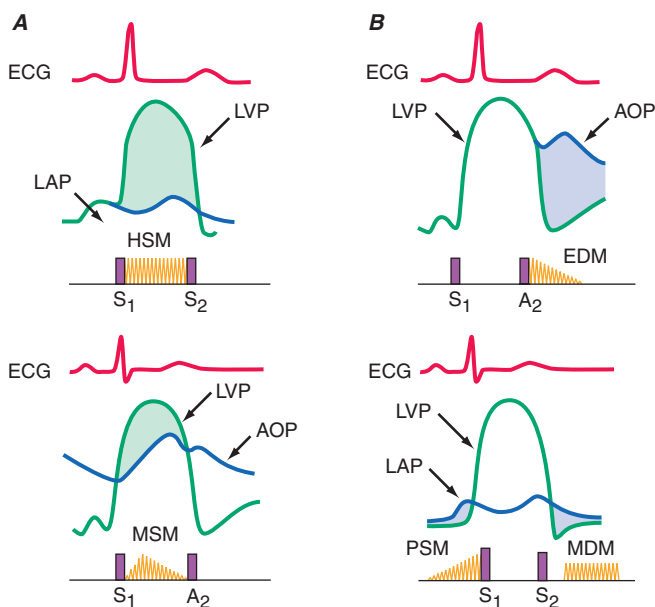 A
ECG
LVP
LAP
HSM
S1 S2
ECG
LVP
AOP
MSM
S1 A2
B
ECG
LVP
AOP
EDM
S1 A2
ECG
LVP
LAP
PSM
MDM
S1 S2